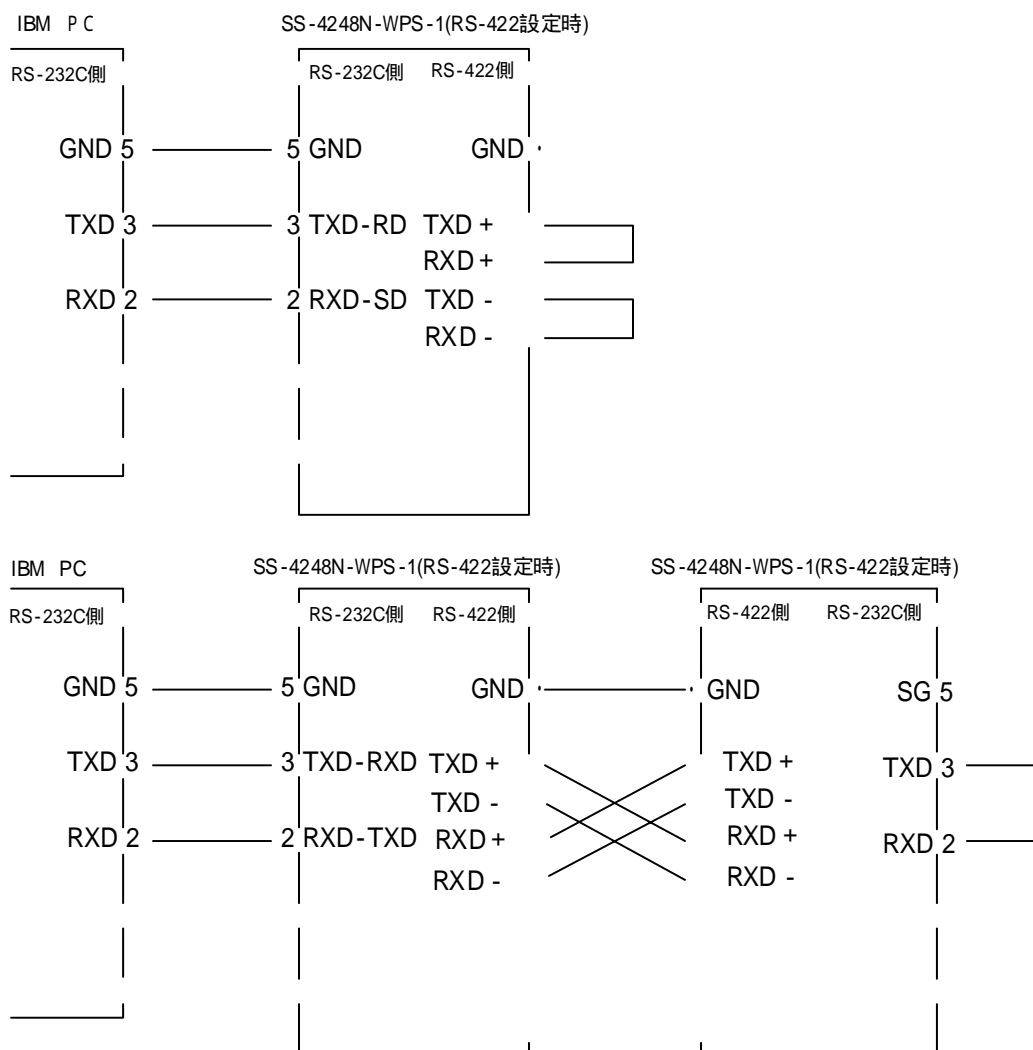 IBM PC SS-4248N-WPS-1(RS-422設定時)
RS-232C側 RS-232C側 RS-422側
GND 5 5 GND GND
TXD 3 3 TXD-RD TXD +
RXD +
RXD 2 2 RXD-SD TXD -
RXD -
IBM PC SS-4248N-WPS-1(RS-422設定時) SS-4248N-WPS-1(RS-422設定時)
RS-232C側 RS-232C側 RS-422側 RS-422側 RS-232C側
GND 5 5 GND GND GND SG 5
TXD 3 3 TXD-RXD TXD + TXD + TXD 3
TXD - TXD -
RXD 2 2 RXD-TXD RXD + RXD + RXD 2
RXD - RXD -